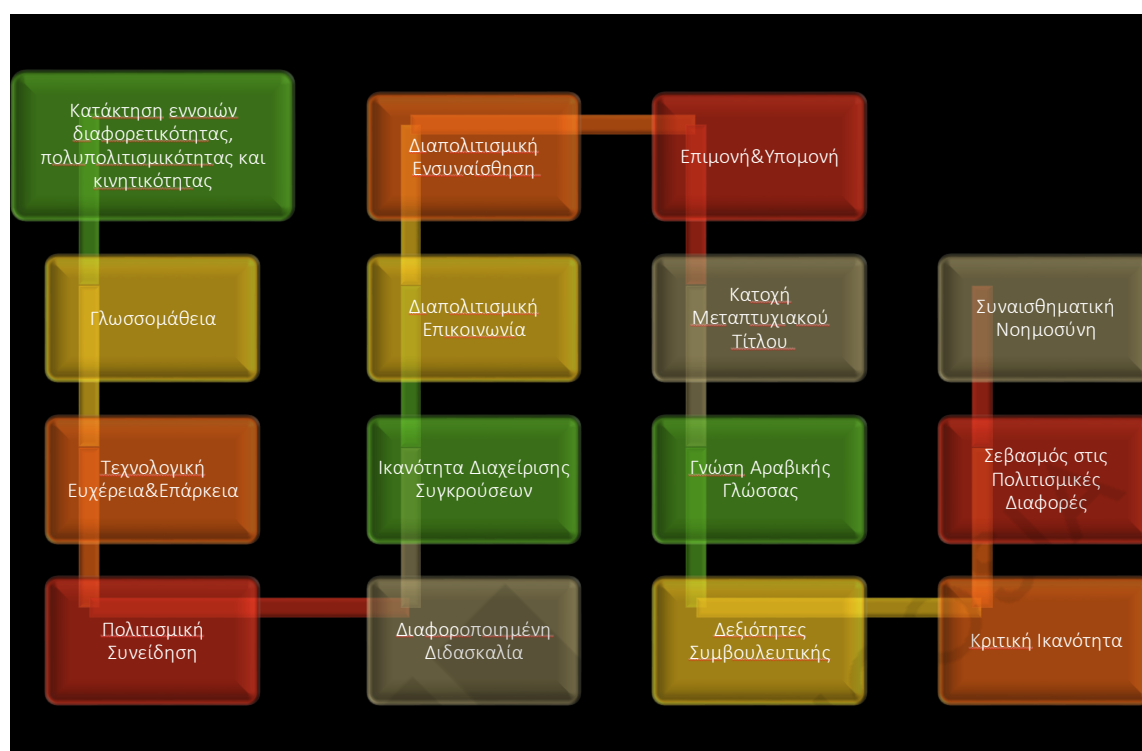 Κατάκτηση εννοιών
διαφορετικότητας,
πολυπολιτισμικότητας και
κινητικότητας
Γλωσσομάθεια
Τεχνολογική
Ευχέρεια&Επάρκεια
Πολιτισμική
Συνείδηση
Διαφοροποιημένη
Διδασκαλία
Ικανότητα Διαχείρισης
Συγκρούσεων
Διαπολιτισμική
Επικοινωνία
Διαπολιτισμική
Ενσυναίσθηση
Επιμονή&Υπομονή
Κατοχή
Μεταπτυχιακού
Τίτλου
Γνώση Αραβικής
Γλώσσας
Δεξιότητες
Συμβουλευτικής
Κριτική Ικανότητα
Σεβασμός στις
Πολιτισμικές
Διαφορές
Συναισθηματική
Νοημοσύνη